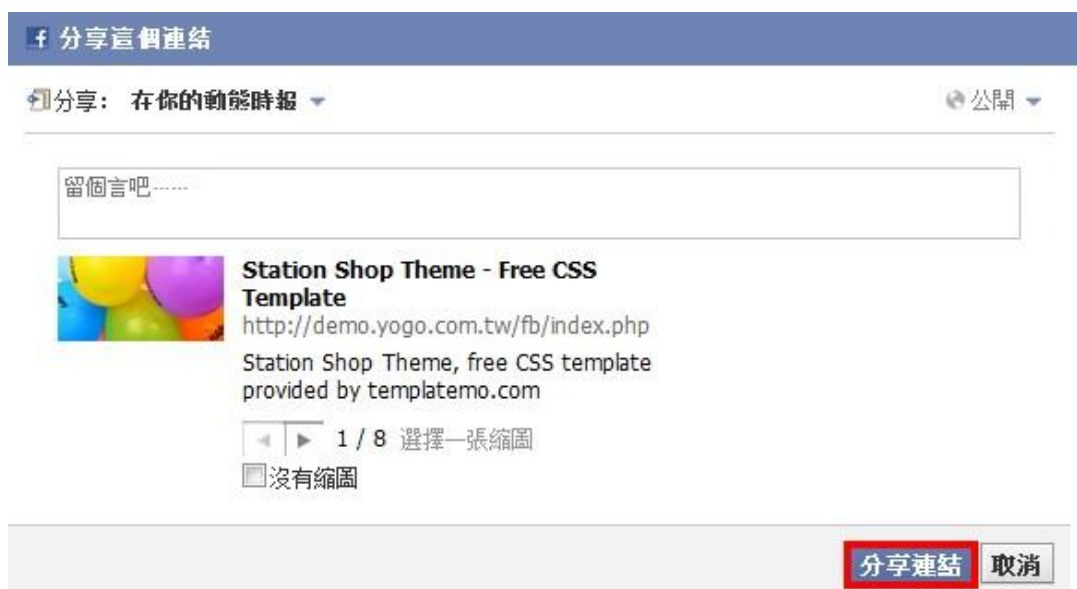 分享這個連結
分享： 在你的動態時報
公開
留個言吧……
Station Shop Theme - Free CSS
Template
http://demo.yogo.com.tw/fb/index.php
Station Shop Theme, free CSS template
provided by templatemo.com
1 / 8 選擇一張縮圖
沒有縮圖
分享連結 取消